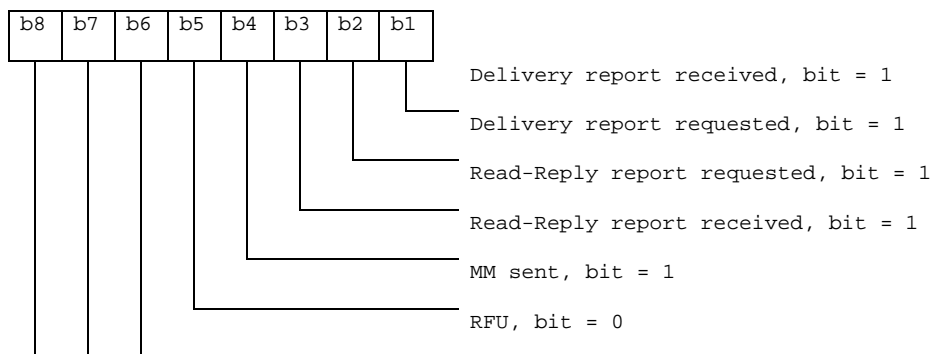 b8 b7 b6 b5 b4 b3 b2 b1
Delivery report received, bit = 1
Delivery report requested, bit = 1
Read-Reply report requested, bit = 1
Read-Reply report received, bit = 1
MM sent, bit = 1
RFU, bit = 0